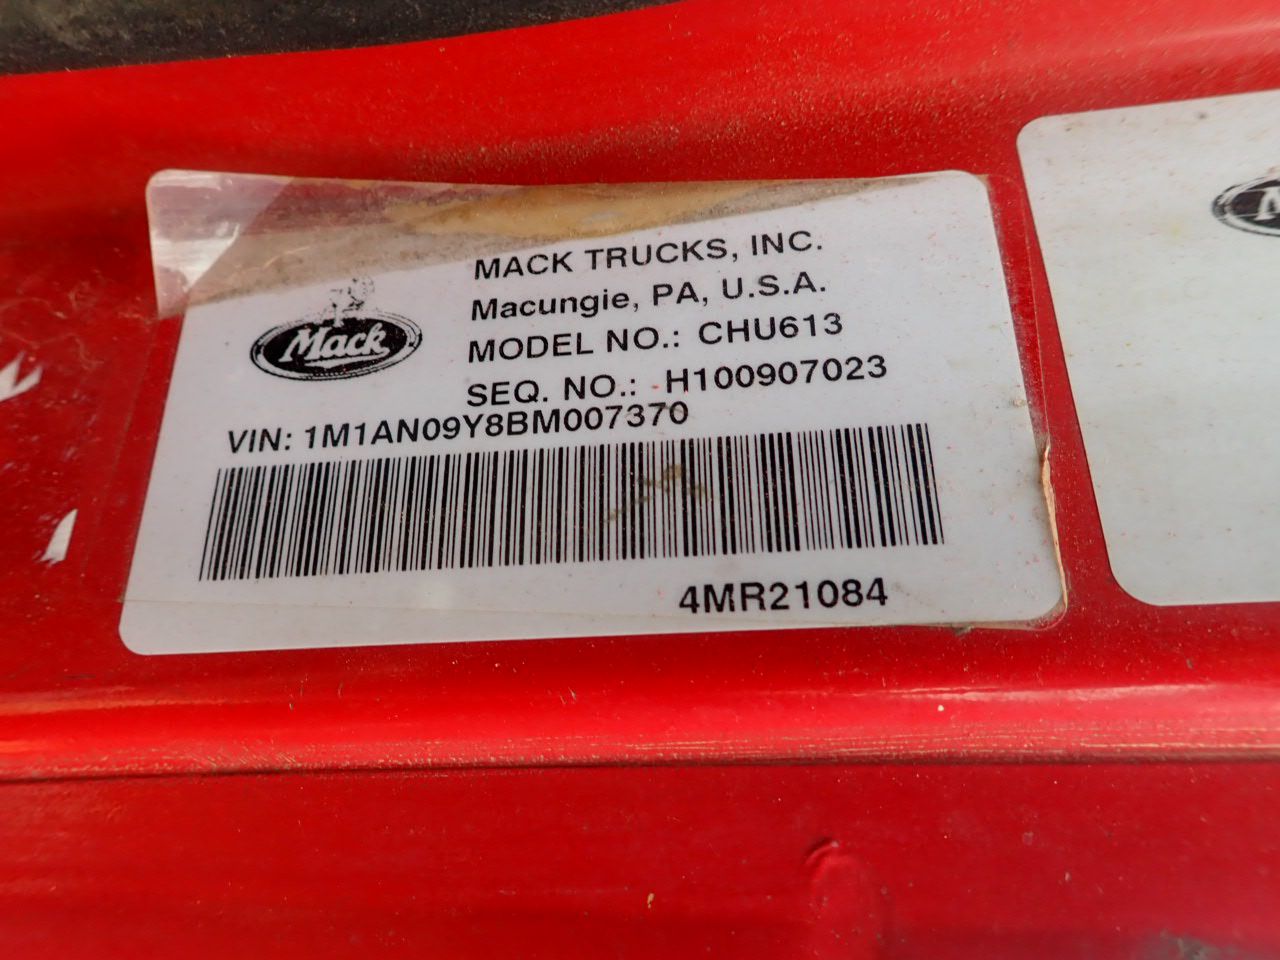 MACK TRUCKS, INC.
Macungie, PA, U.S.A.
Mack
MODEL NO.: CHU613
SEQ. NO.: H100907023
VIN: 1M1AN09Y8BM007370
4MR21084